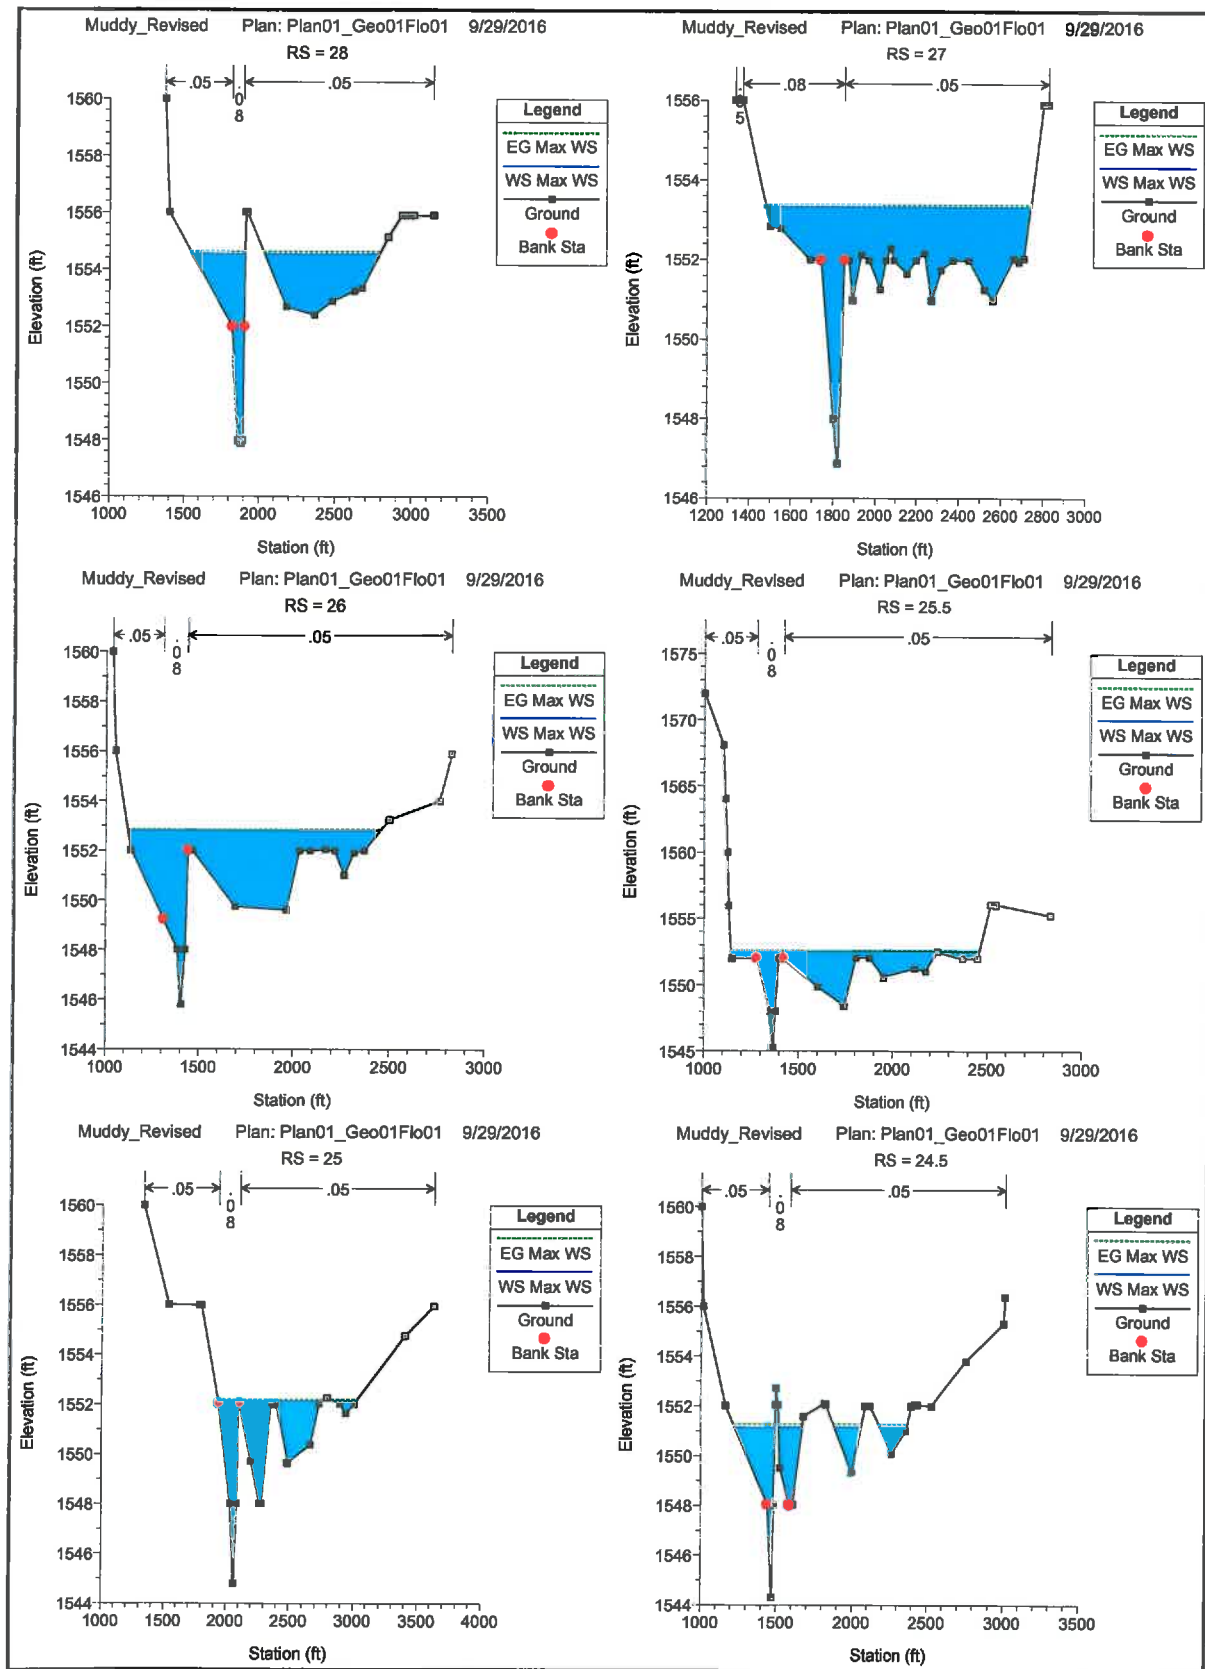 Muddy_Revised Plan: Plan01_Geo01Flo01 9/29/2016
RS = 28
.05 .08 .05
Legend
EG Max WS
WS Max WS
Ground
Bank Sta
Elevation (ft)
1560
1558
1556
1554
1552
1550
1548
1546
1000 1500 2000 2500 3000 3500
Station (ft)
Muddy_Revised Plan: Plan01_Geo01Flo01 9/29/2016
RS = 27
.05 .08 .05
Legend
EG Max WS
WS Max WS
Ground
Bank Sta
Elevation (ft)
1556
1554
1552
1550
1548
1546
1200 1400 1600 1800 2000 2200 2400 2600 2800 3000
Station (ft)
Muddy_Revised Plan: Plan01_Geo01Flo01 9/29/2016
RS = 26
.05 .08 .05
Legend
EG Max WS
WS Max WS
Ground
Bank Sta
Elevation (ft)
1560
1558
1556
1554
1552
1550
1548
1546
1544
1000 1500 2000 2500 3000
Station (ft)
Muddy_Revised Plan: Plan01_Geo01Flo01 9/29/2016
RS = 25.5
.05 .08 .05
Legend
EG Max WS
WS Max WS
Ground
Bank Sta
Elevation (ft)
1575
1570
1565
1560
1555
1550
1545
1000 1500 2000 2500 3000
Station (ft)
Muddy_Revised Plan: Plan01_Geo01Flo01 9/29/2016
RS = 25
.05 .08 .05
Legend
EG Max WS
WS Max WS
Ground
Bank Sta
Elevation (ft)
1560
1558
1556
1554
1552
1550
1548
1546
1544
1000 1500 2000 2500 3000 3500 4000
Station (ft)
Muddy_Revised Plan: Plan01_Geo01Flo01 9/29/2016
RS = 24.5
.05 .08 .05
Legend
EG Max WS
WS Max WS
Ground
Bank Sta
Elevation (ft)
1560
1558
1556
1554
1552
1550
1548
1546
1544
1000 1500 2000 2500 3000 3500
Station (ft)